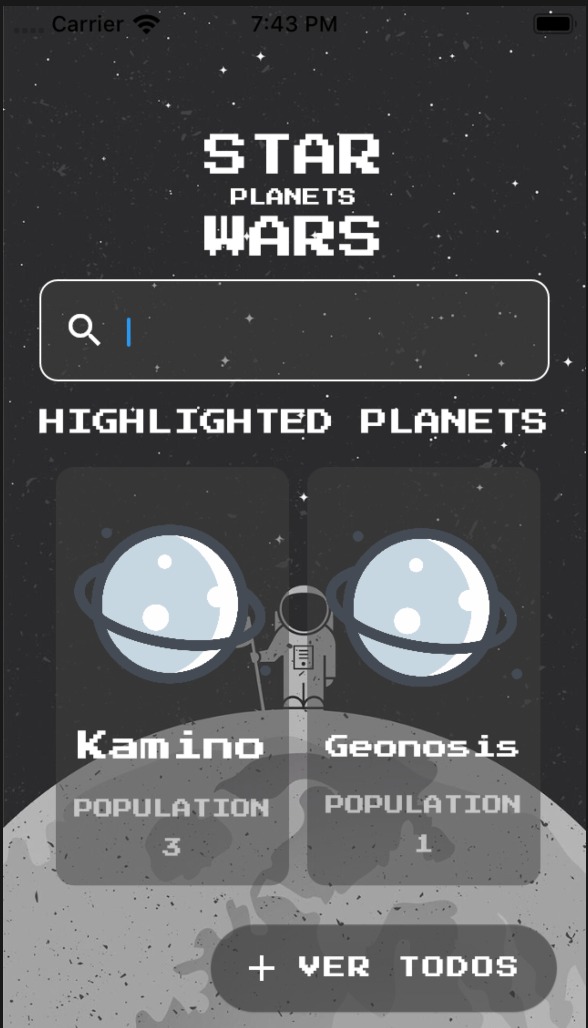 Carrier 7:43 PM
STAR
PLANETS
WARS
HIGHLIGHTED PLANETS
Kamino
POPULATION
3
Geonosis
POPULATION
1
+ VER TODOS